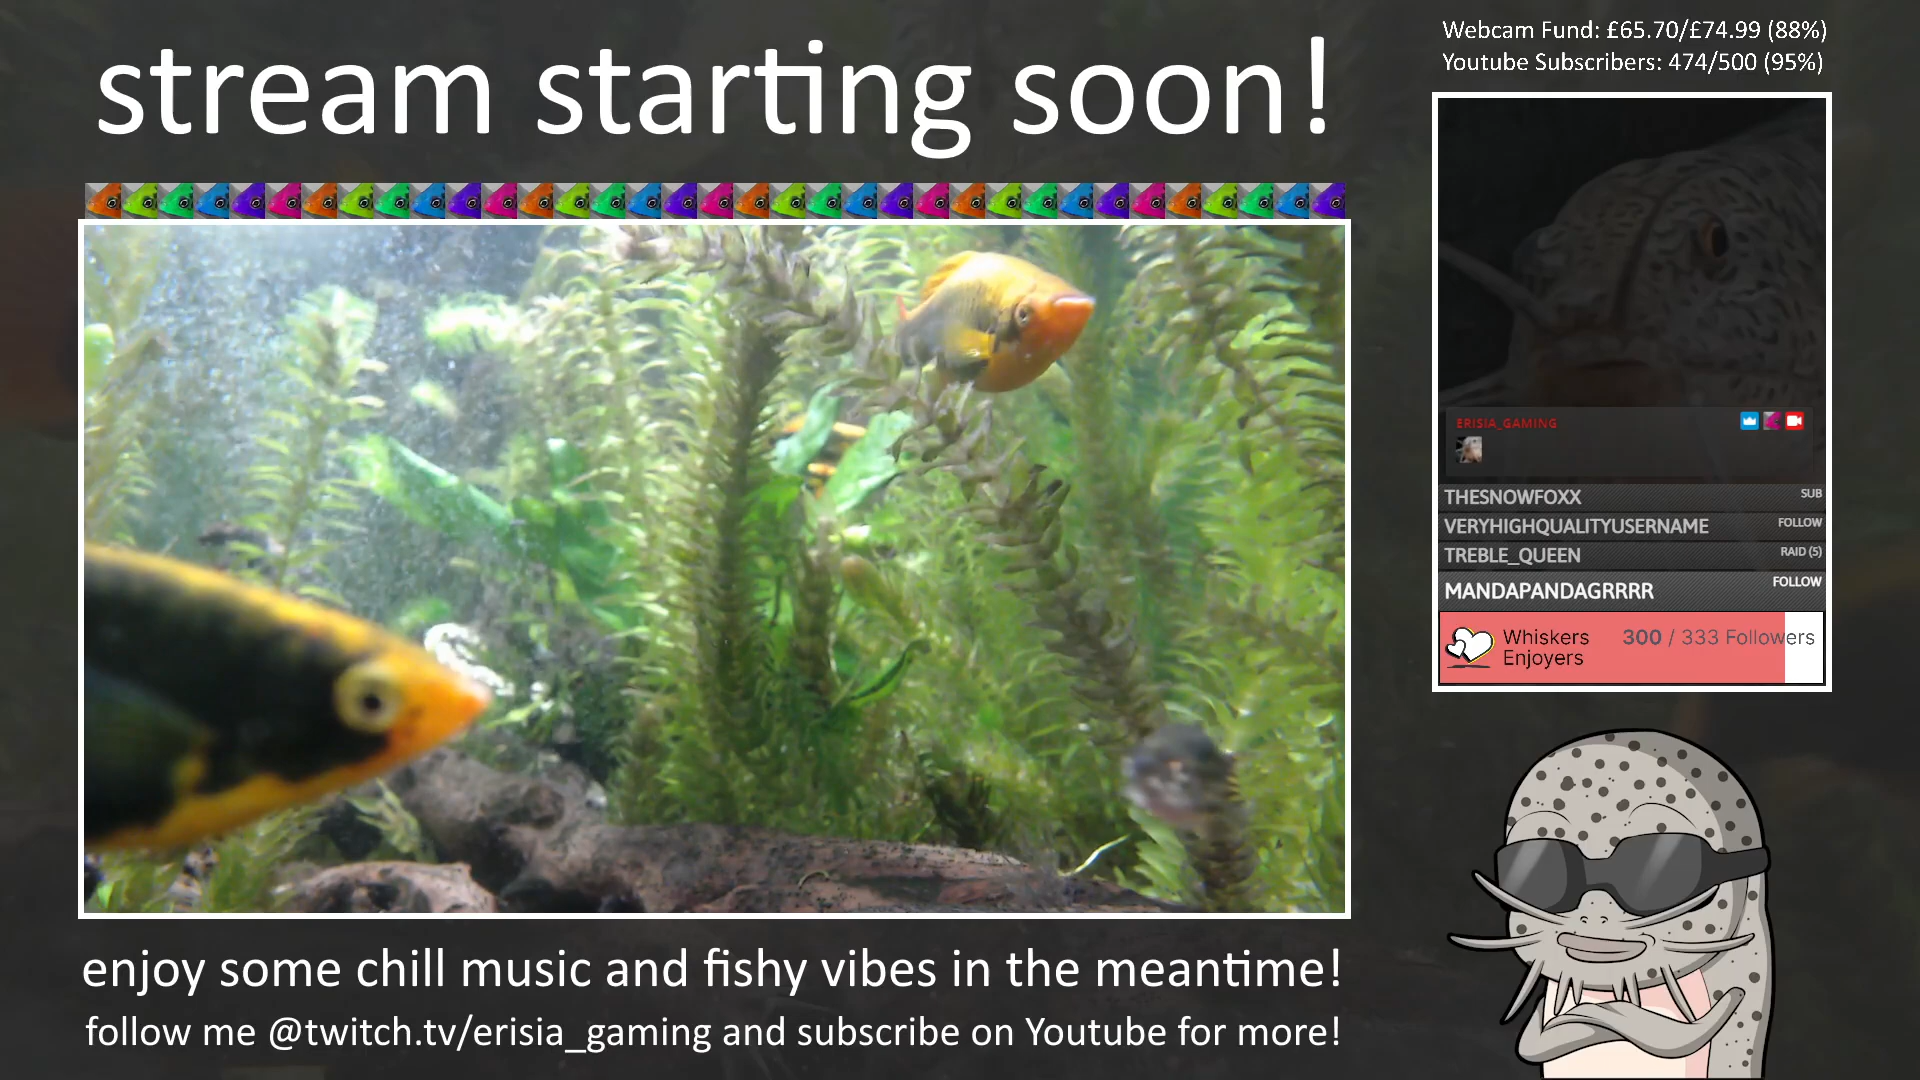 stream starting soon!
Webcam Fund: £65.70/£74.99 (88%)
Youtube Subscribers: 474/500 (95%)
ERISIA_GAMING
THESNOWFOXX SUB
VERYHIGHQUALITYUSERNAME FOLLOW
TREBLE_QUEEN RAID (5)
MANDAPANDAGRRRR FOLLOW
Whiskers Enjoyers 300 / 333 Followers
enjoy some chill music and fishy vibes in the meantime!
follow me @twitch.tv/erisia_gaming and subscribe on Youtube for more!